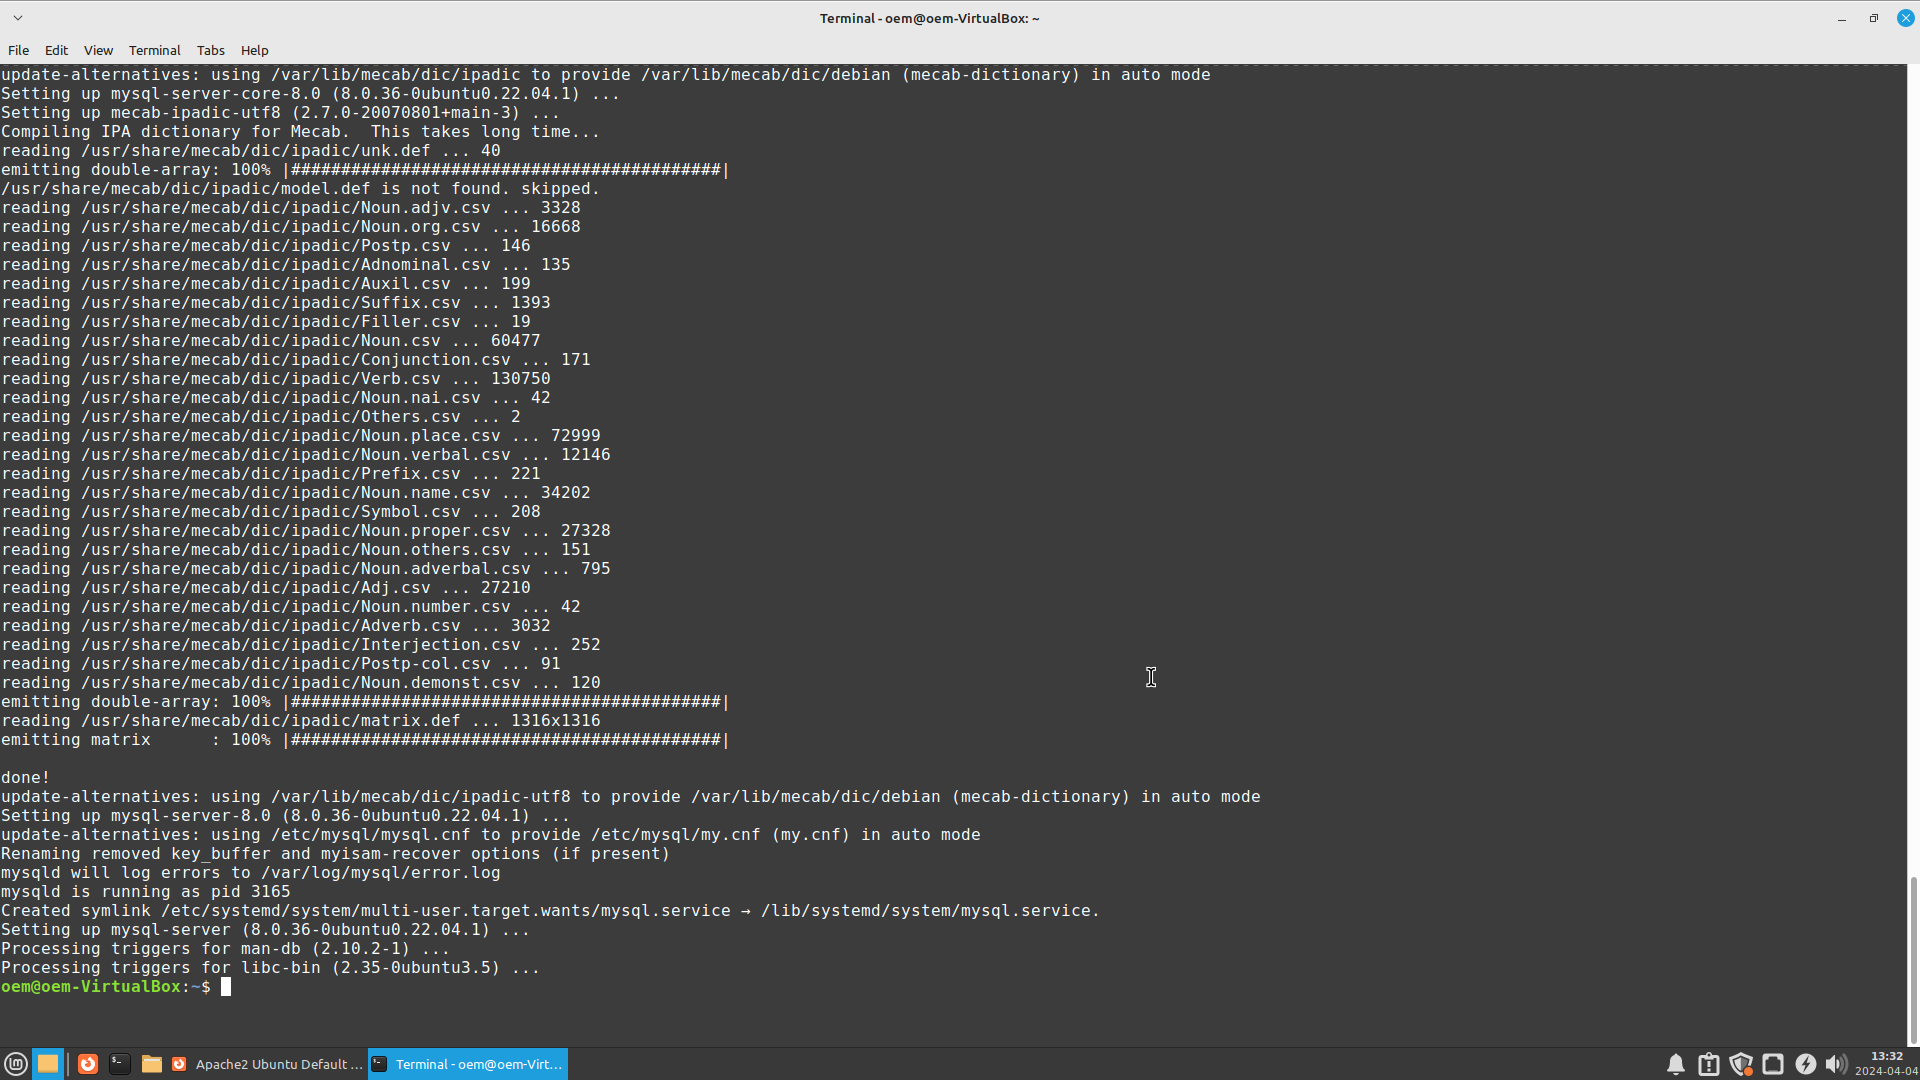 Terminal - oem@oem-VirtualBox: ~
File Edit View Terminal Tabs Help
update-alternatives: using /var/lib/mecab/dic/ipadic to provide /var/lib/mecab/dic/debian (mecab-dictionary) in auto mode
Setting up mysql-server-core-8.0 (8.0.36-0ubuntu0.22.04.1) ...
Setting up mecab-ipadic-utf8 (2.7.0-20070801+main-3) ...
Compiling IPA dictionary for Mecab.  This takes long time...
reading /usr/share/mecab/dic/ipadic/unk.def ... 40
emitting double-array: 100% |###########################################|
/usr/share/mecab/dic/ipadic/model.def is not found. skipped.
reading /usr/share/mecab/dic/ipadic/Noun.adjv.csv ... 3328
reading /usr/share/mecab/dic/ipadic/Noun.org.csv ... 16668
reading /usr/share/mecab/dic/ipadic/Postp.csv ... 146
reading /usr/share/mecab/dic/ipadic/Adnominal.csv ... 135
reading /usr/share/mecab/dic/ipadic/Auxil.csv ... 199
reading /usr/share/mecab/dic/ipadic/Suffix.csv ... 1393
reading /usr/share/mecab/dic/ipadic/Filler.csv ... 19
reading /usr/share/mecab/dic/ipadic/Noun.csv ... 60477
reading /usr/share/mecab/dic/ipadic/Conjunction.csv ... 171
reading /usr/share/mecab/dic/ipadic/Verb.csv ... 130750
reading /usr/share/mecab/dic/ipadic/Noun.nai.csv ... 42
reading /usr/share/mecab/dic/ipadic/Others.csv ... 2
reading /usr/share/mecab/dic/ipadic/Noun.place.csv ... 72999
reading /usr/share/mecab/dic/ipadic/Noun.verbal.csv ... 12146
reading /usr/share/mecab/dic/ipadic/Prefix.csv ... 221
reading /usr/share/mecab/dic/ipadic/Noun.name.csv ... 34202
reading /usr/share/mecab/dic/ipadic/Symbol.csv ... 208
reading /usr/share/mecab/dic/ipadic/Noun.proper.csv ... 27328
reading /usr/share/mecab/dic/ipadic/Noun.others.csv ... 151
reading /usr/share/mecab/dic/ipadic/Noun.adverbal.csv ... 795
reading /usr/share/mecab/dic/ipadic/Adj.csv ... 27210
reading /usr/share/mecab/dic/ipadic/Noun.number.csv ... 42
reading /usr/share/mecab/dic/ipadic/Adverb.csv ... 3032
reading /usr/share/mecab/dic/ipadic/Interjection.csv ... 252
reading /usr/share/mecab/dic/ipadic/Postp-col.csv ... 91
reading /usr/share/mecab/dic/ipadic/Noun.demonst.csv ... 120
emitting double-array: 100% |###########################################|
reading /usr/share/mecab/dic/ipadic/matrix.def ... 1316x1316
emitting matrix      : 100% |###########################################|

done!
update-alternatives: using /var/lib/mecab/dic/ipadic-utf8 to provide /var/lib/mecab/dic/debian (mecab-dictionary) in auto mode
Setting up mysql-server-8.0 (8.0.36-0ubuntu0.22.04.1) ...
update-alternatives: using /etc/mysql/mysql.cnf to provide /etc/mysql/my.cnf (my.cnf) in auto mode
Renaming removed key_buffer and myisam-recover options (if present)
mysqld will log errors to /var/log/mysql/error.log
mysqld is running as pid 3165
Created symlink /etc/systemd/system/multi-user.target.wants/mysql.service → /lib/systemd/system/mysql.service.
Setting up mysql-server (8.0.36-0ubuntu0.22.04.1) ...
Processing triggers for man-db (2.10.2-1) ...
Processing triggers for libc-bin (2.35-0ubuntu3.5) ...
oem@oem-VirtualBox:~$
Apache2 Ubuntu Default ... Terminal - oem@oem-Virt... 13:32
2024-04-04